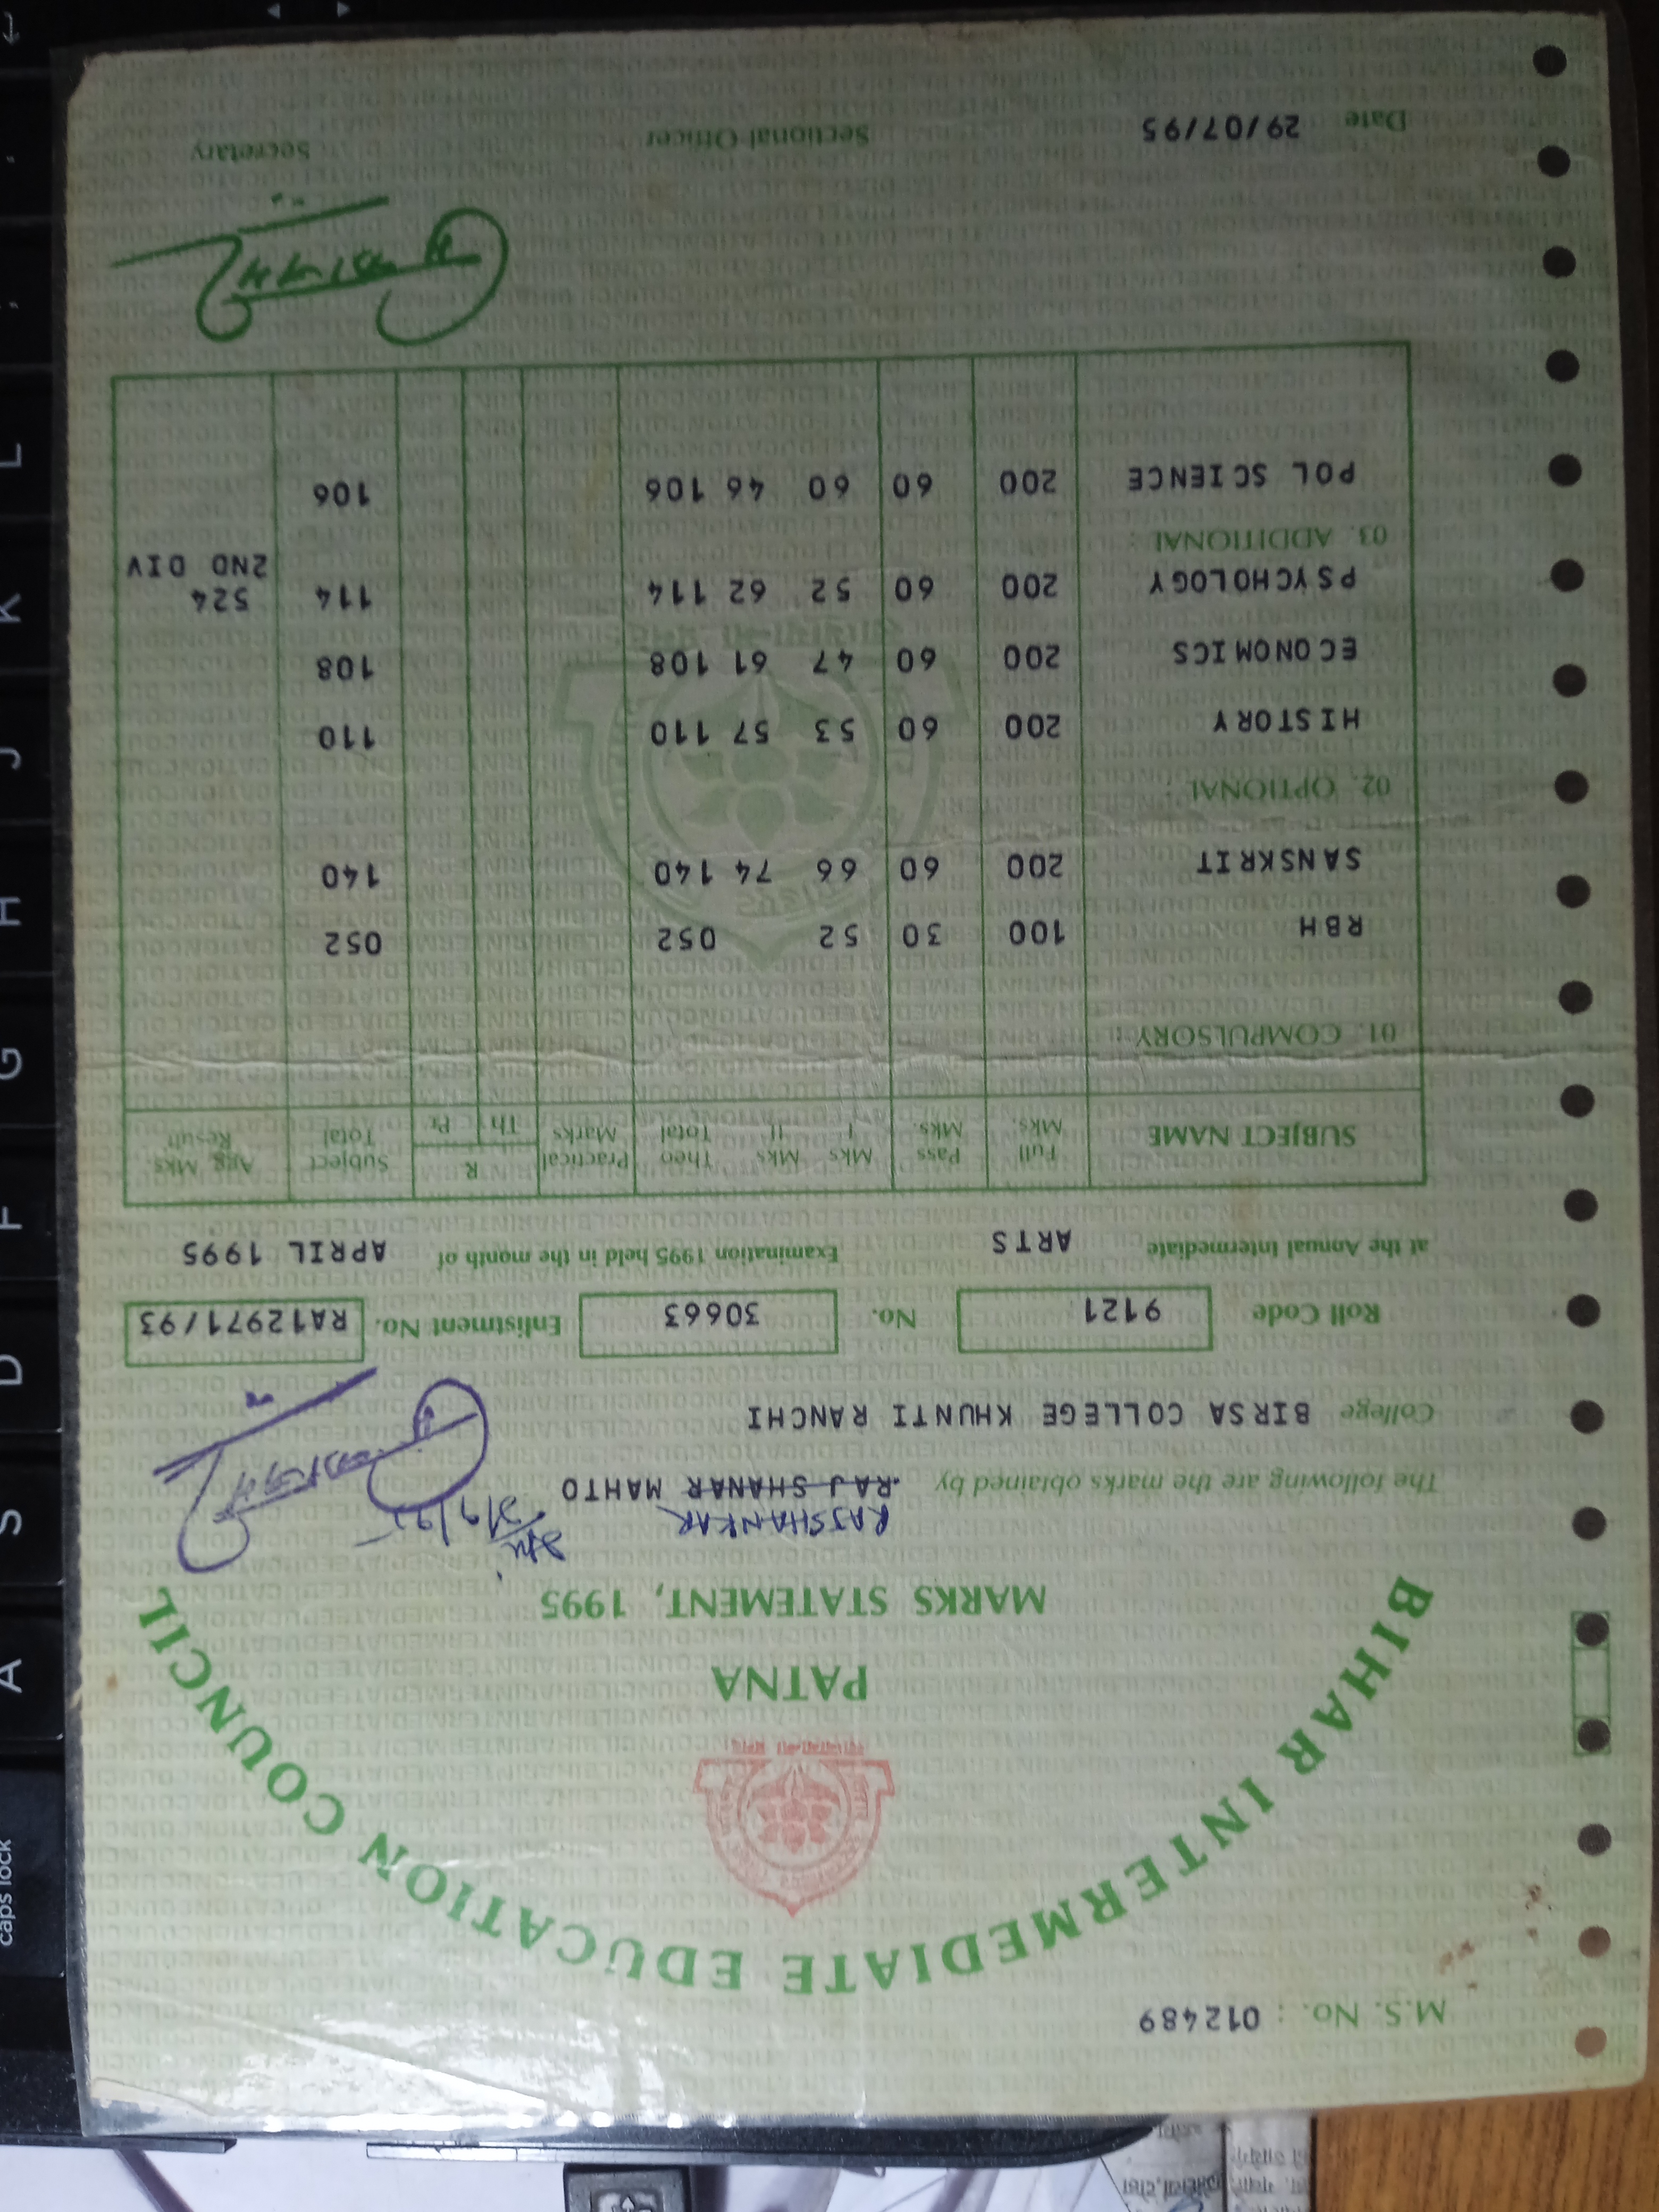 M.S. No. : 012489
BIHAR INTERMEDIATE EDUCATION COUNCIL
PATNA
MARKS STATEMENT, 1995
RAJSHANKAR
The following are the marks obtained by RAJ SHANAR MAHTO
College BIRSA COLLEGE KHUNTI RANCHI
Roll Code 9121 No. 30663 Enlistment No. RA12971/93
at the Annual Intermediate ARTS Examination 1995 held in the month of APRIL 1995
SUBJECT NAME Full Mks. Pass Mks. Mks I Mks II Theo Total Practical Marks R Th Pr Subject Total Agg. Mks. Result
01. COMPULSORY :
RBH 100 30 52 052 052
SANSKRIT 200 60 66 74 140 140
02. OPTIONAL :
HISTORY 200 60 53 57 110 110
ECONOMICS 200 60 47 61 108 108
PSYCHOLOGY 200 60 52 62 114 114 524
03. ADDITIONAL : 2ND DIV
POL SCIENCE 200 60 60 46 106 106
Date 29/07/95 Sectional Officer Secretary
caps lock
A
S
D
F
G
H
J
K
L